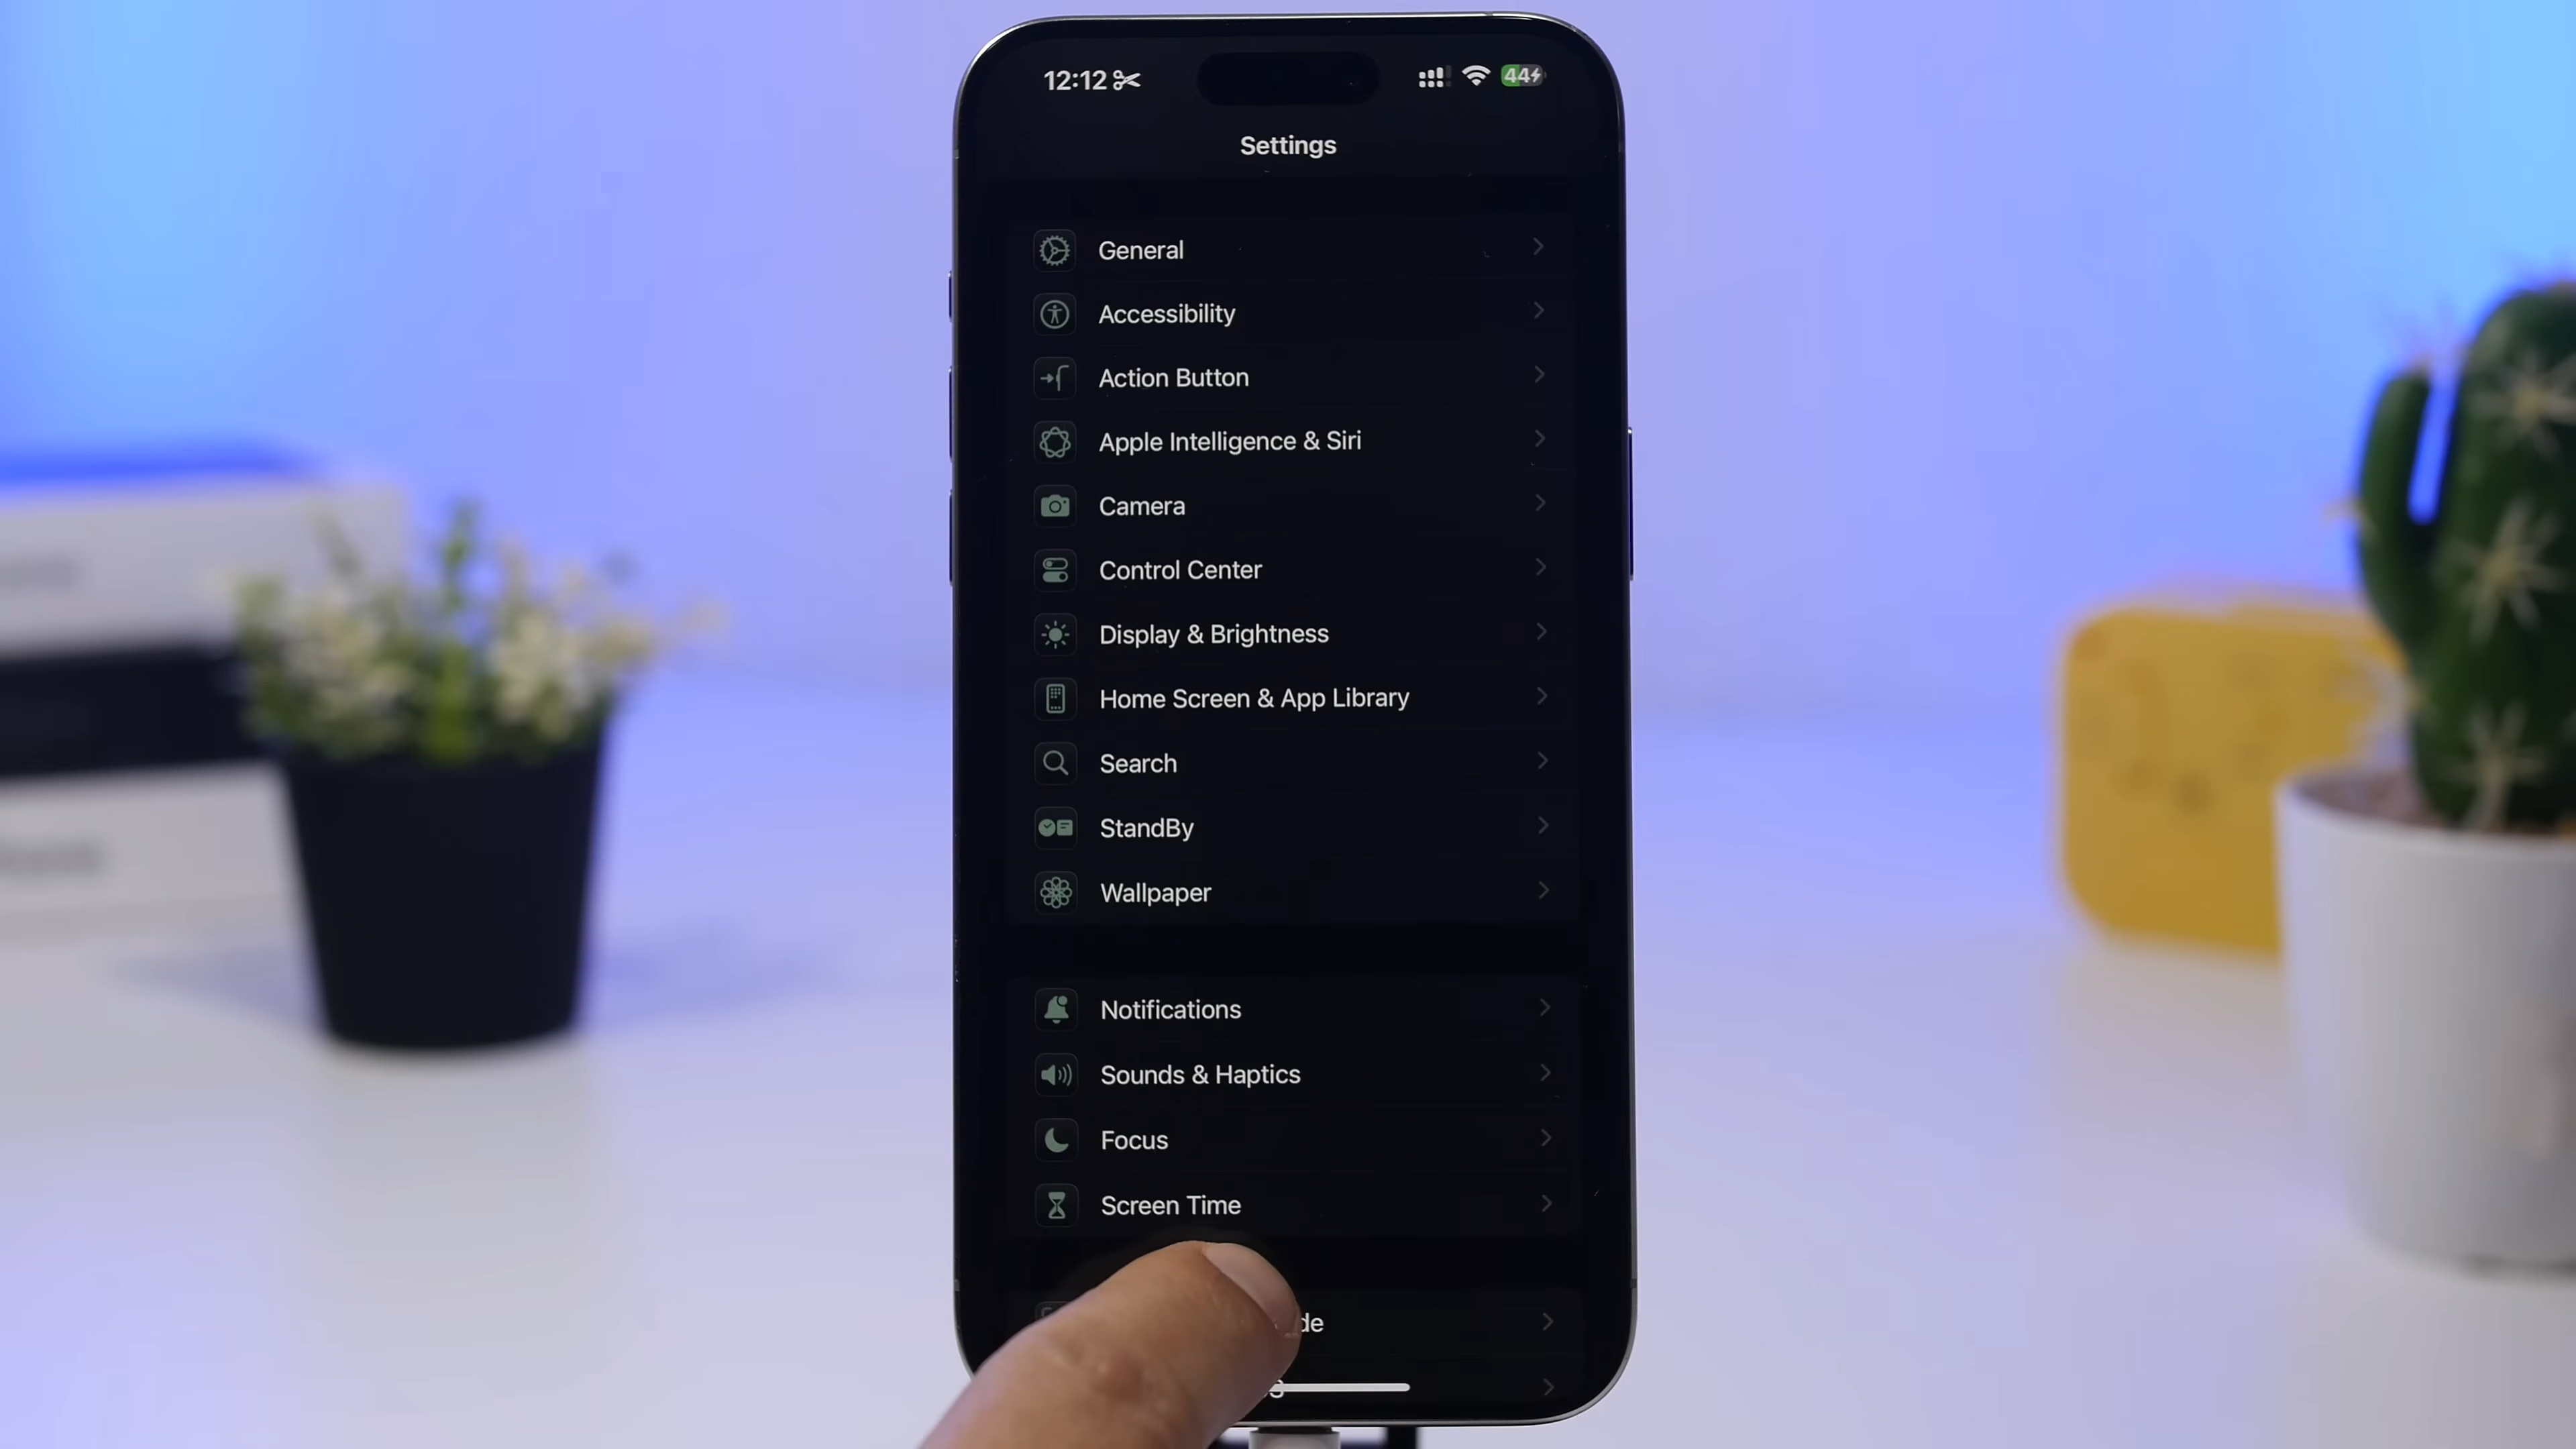 12:12
44
Settings
General
Accessibility
Action Button
Apple Intelligence & Siri
Camera
Control Center
Display & Brightness
Home Screen & App Library
Search
StandBy
Wallpaper
Notifications
Sounds & Haptics
Focus
Screen Time